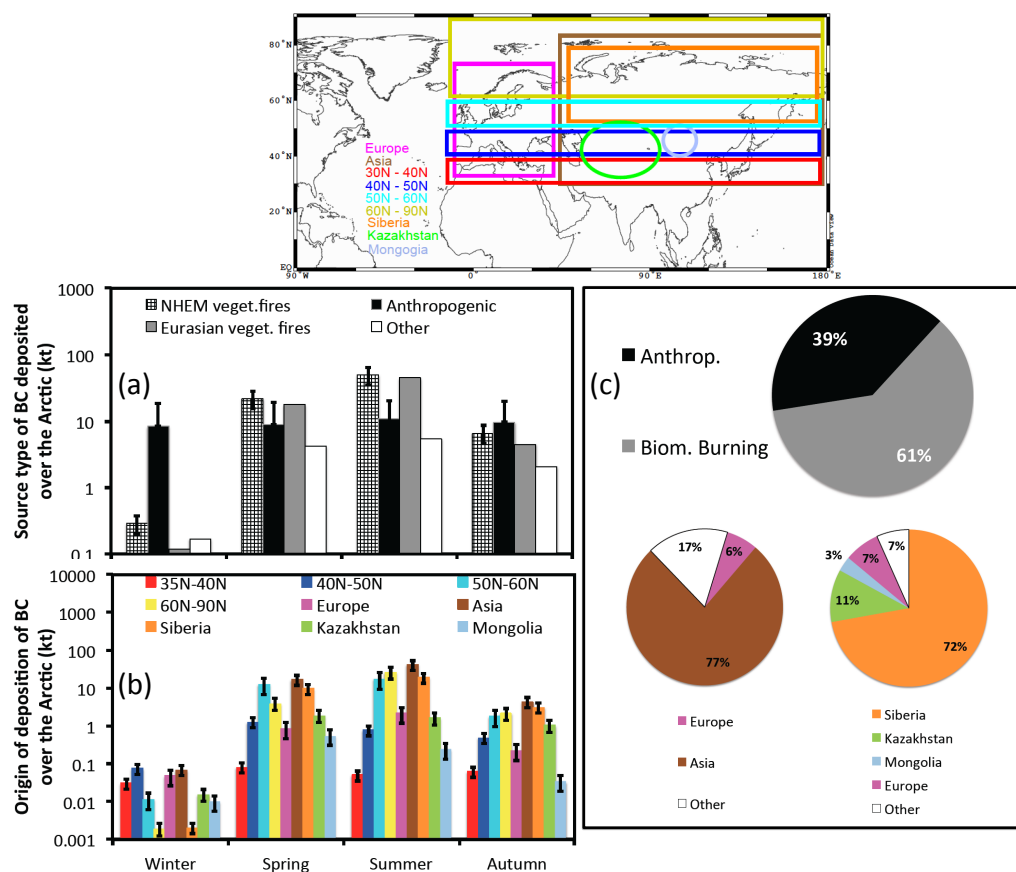 80°N
60°N
40°N
20°N
EQ
90°W
0°
90°E
180°E
Europe
Asia
30N - 40N
40N - 50N
50N - 60N
60N - 90N
Siberia
Kazakhstan
Mongogia
Source type of BC deposited
over the Arctic (kt)
1000
100
10
1
0.1
NHEM veget.fires
Anthropogenic
Eurasian veget. fires
Other
(a)
Origin of deposition of BC
over the Arctic (kt)
10000
1000
100
10
1
0.1
0.01
0.001
35N-40N
40N-50N
50N-60N
60N-90N
Europe
Asia
Siberia
Kazakhstan
Mongolia
(b)
Winter
Spring
Summer
Autumn
(c)
Anthrop.
Biom. Burning
39%
61%
17%
6%
77%
3%
7%
7%
11%
72%
Europe
Asia
Other
Siberia
Kazakhstan
Mongolia
Europe
Other